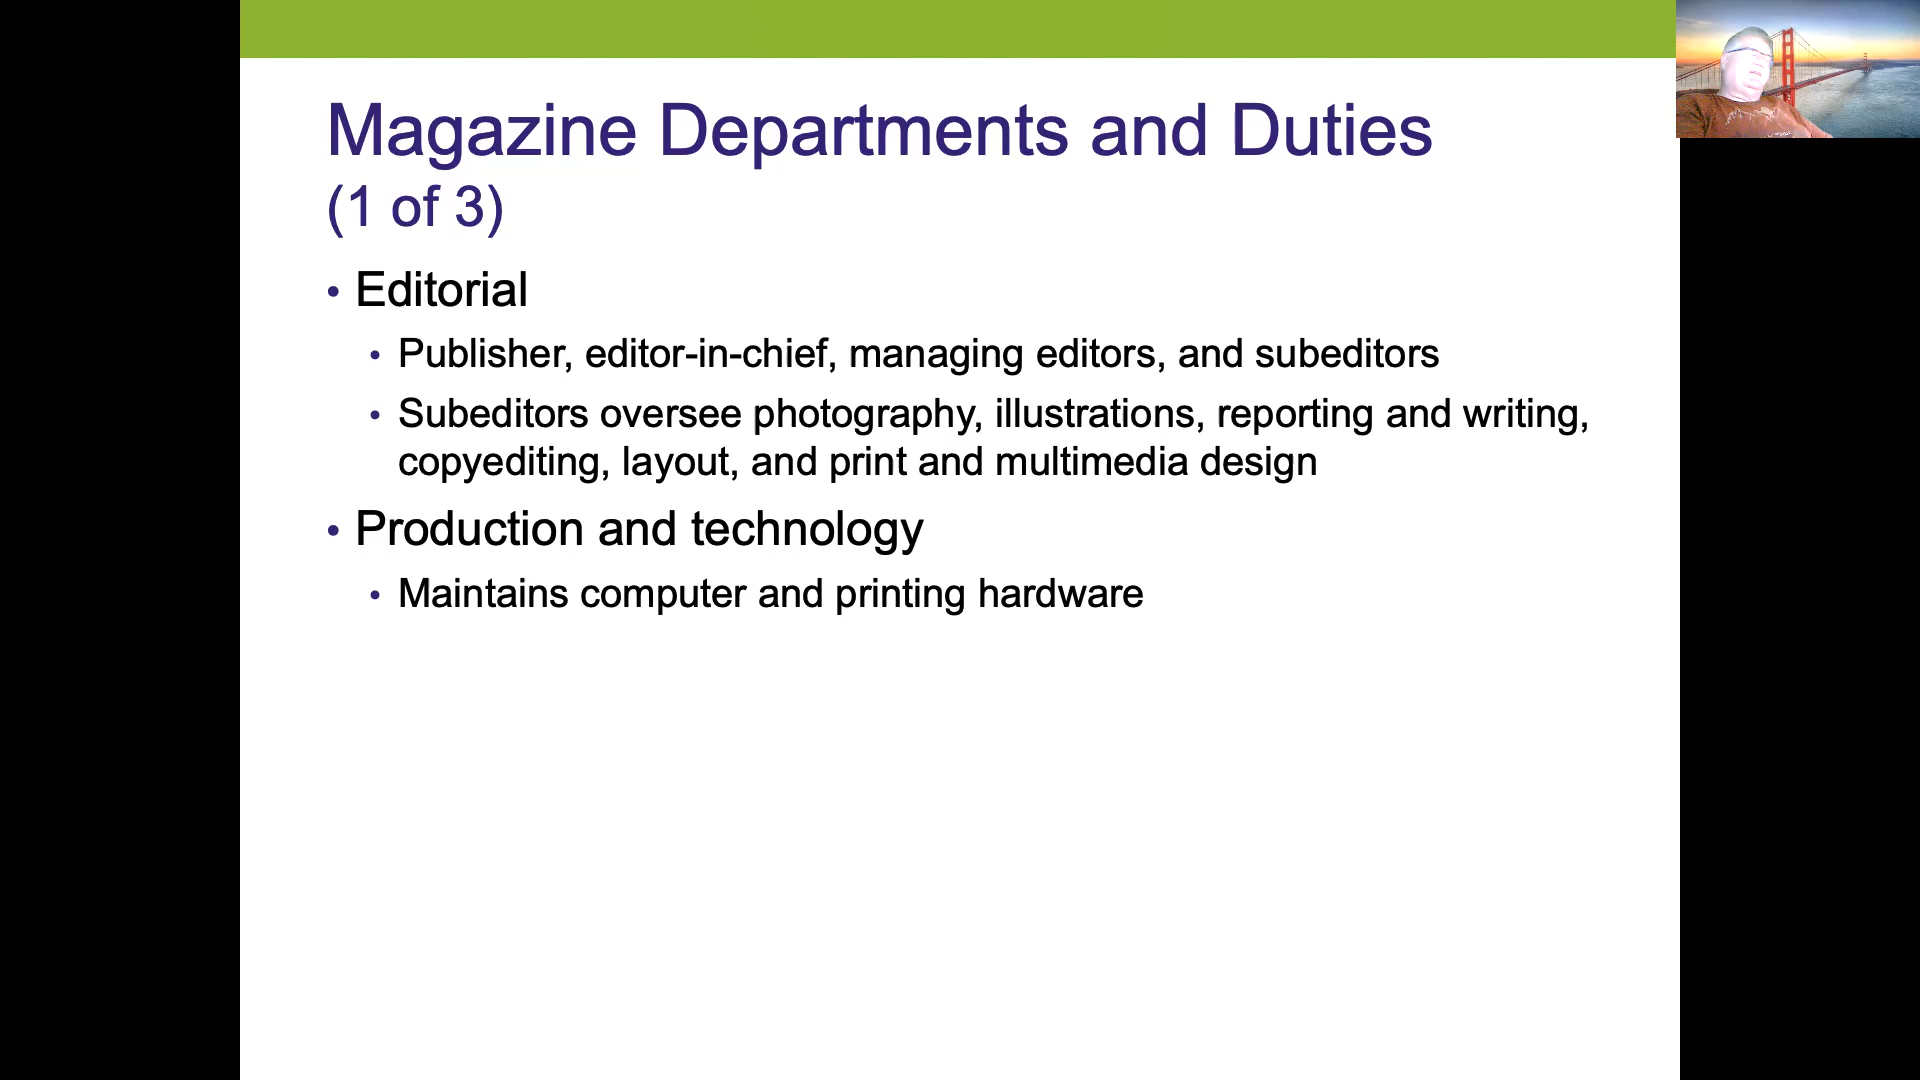 Magazine Departments and Duties
(1 of 3)
• Editorial
• Publisher, editor-in-chief, managing editors, and subeditors
• Subeditors oversee photography, illustrations, reporting and writing,
copyediting, layout, and print and multimedia design
• Production and technology
• Maintains computer and printing hardware